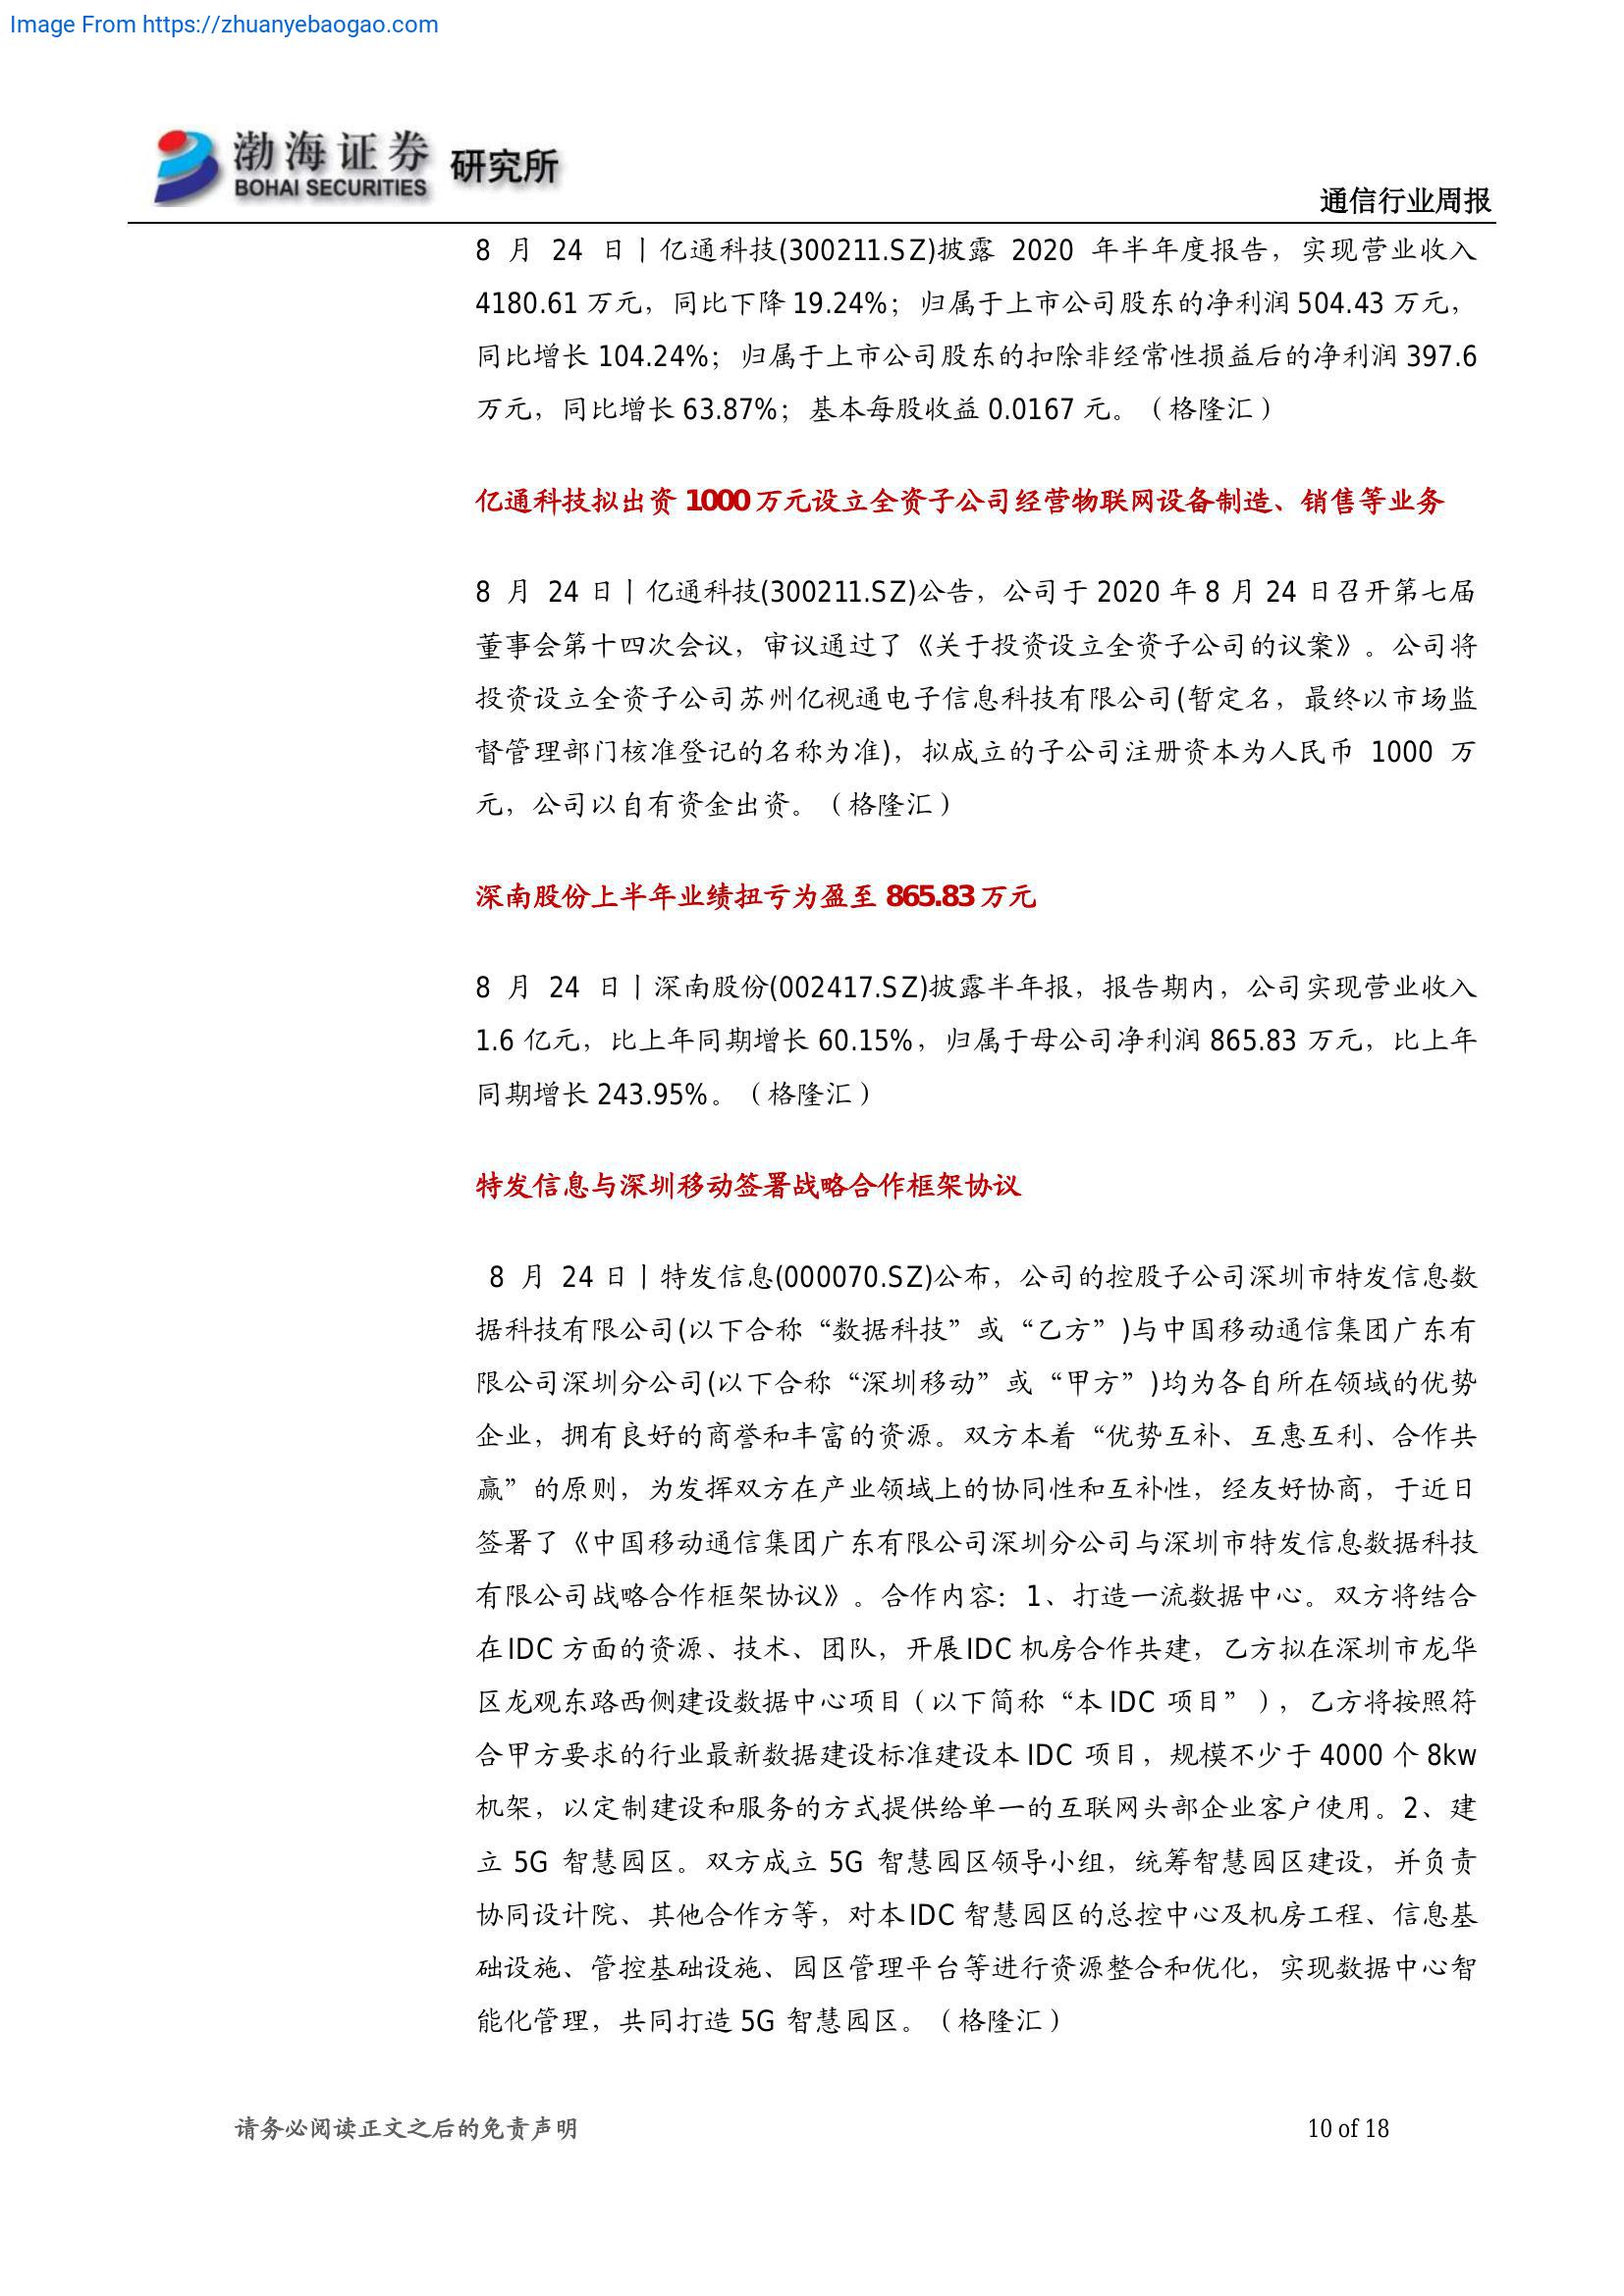 Image From https://zhuanyebaogao.com
渤海证券 研究所
BOHAI SECURITIES
通信行业周报
8 月 24 日丨亿通科技(300211.SZ)披露 2020 年半年度报告，实现营业收入
4180.61 万元，同比下降 19.24%；归属于上市公司股东的净利润 504.43 万元，
同比增长 104.24%；归属于上市公司股东的扣除非经常性损益后的净利润 397.6
万元，同比增长 63.87%；基本每股收益 0.0167 元。（格隆汇）
亿通科技拟出资 1000 万元设立全资子公司经营物联网设备制造、销售等业务
8 月 24 日丨亿通科技(300211.SZ)公告，公司于 2020 年 8 月 24 日召开第七届
董事会第十四次会议，审议通过了《关于投资设立全资子公司的议案》。公司将
投资设立全资子公司苏州亿视通电子信息科技有限公司(暂定名，最终以市场监
督管理部门核准登记的名称为准)，拟成立的子公司注册资本为人民币 1000 万
元，公司以自有资金出资。（格隆汇）
深南股份上半年业绩扭亏为盈至 865.83 万元
8 月 24 日丨深南股份(002417.SZ)披露半年报，报告期内，公司实现营业收入
1.6 亿元，比上年同期增长 60.15%，归属于母公司净利润 865.83 万元，比上年
同期增长 243.95%。（格隆汇）
特发信息与深圳移动签署战略合作框架协议
8 月 24 日丨特发信息(000070.SZ)公布，公司的控股子公司深圳市特发信息数
据科技有限公司(以下合称“数据科技”或“乙方”)与中国移动通信集团广东有
限公司深圳分公司(以下合称“深圳移动”或“甲方”)均为各自所在领域的优势
企业，拥有良好的商誉和丰富的资源。双方本着“优势互补、互惠互利、合作共
赢”的原则，为发挥双方在产业领域上的协同性和互补性，经友好协商，于近日
签署了《中国移动通信集团广东有限公司深圳分公司与深圳市特发信息数据科技
有限公司战略合作框架协议》。合作内容：1、打造一流数据中心。双方将结合
在 IDC 方面的资源、技术、团队，开展 IDC 机房合作共建，乙方拟在深圳市龙华
区龙观东路西侧建设数据中心项目（以下简称“本 IDC 项目”），乙方将按照符
合甲方要求的行业最新数据建设标准建设本 IDC 项目，规模不少于 4000 个 8kw
机架，以定制建设和服务的方式提供给单一的互联网头部企业客户使用。2、建
立 5G 智慧园区。双方成立 5G 智慧园区领导小组，统筹智慧园区建设，并负责
协同设计院、其他合作方等，对本 IDC 智慧园区的总控中心及机房工程、信息基
础设施、管控基础设施、园区管理平台等进行资源整合和优化，实现数据中心智
能化管理，共同打造 5G 智慧园区。（格隆汇）
请务必阅读正文之后的免责声明
10 of 18